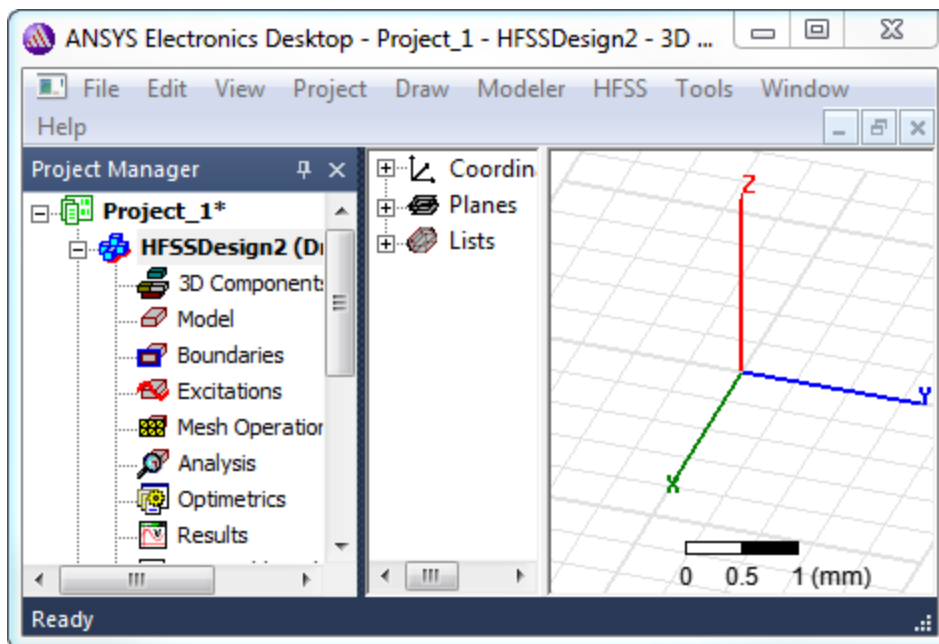 ANSYS Electronics Desktop - Project_1 - HFSSDesign2 - 3D ...
File Edit View Project Draw Modeler HFSS Tools Window
Help
Project Manager
Project_1*
HFSSDesign2 (Dr
3D Component
Model
Boundaries
Excitations
Mesh Operation
Analysis
Optimetrics
Results
Coordin
Planes
Lists
Z
Y
X
0 0.5 1 (mm)
Ready